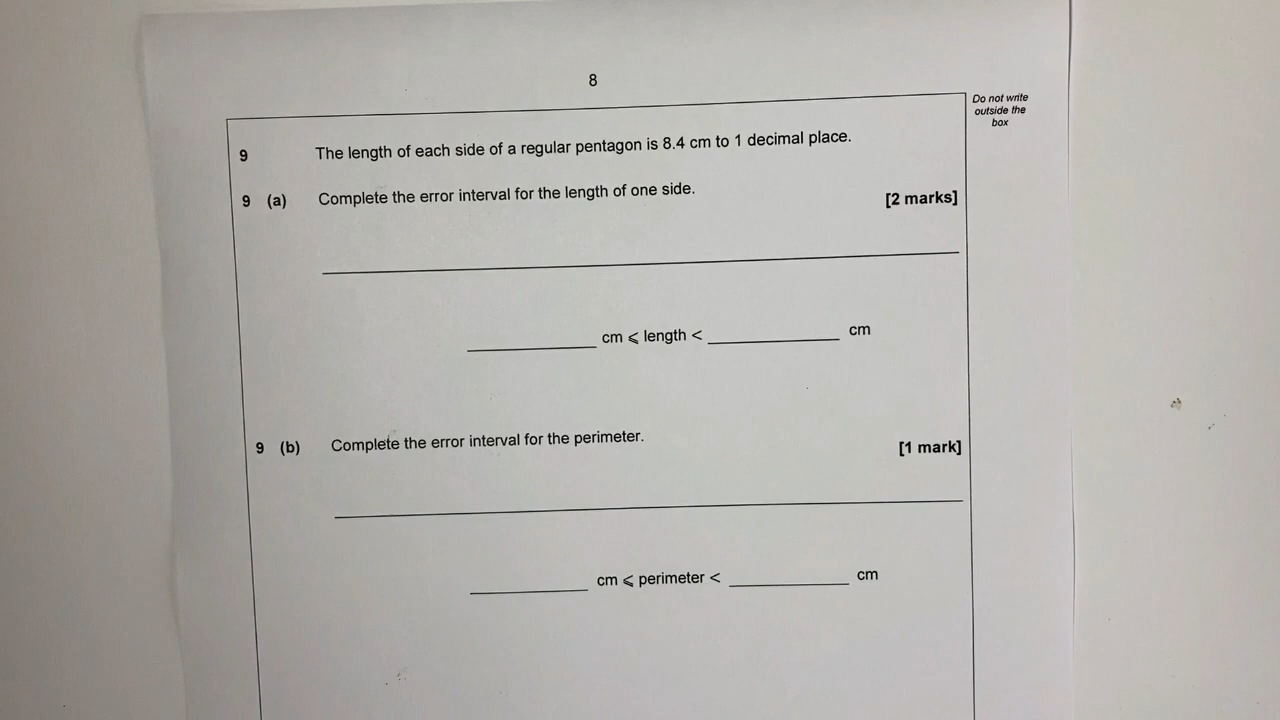 8
Do not write
outside the
box
9 The length of each side of a regular pentagon is 8.4 cm to 1 decimal place.
9 (a) Complete the error interval for the length of one side.
[2 marks]
cm ⩽ length < cm
9 (b) Complete the error interval for the perimeter.
[1 mark]
cm ⩽ perimeter < cm